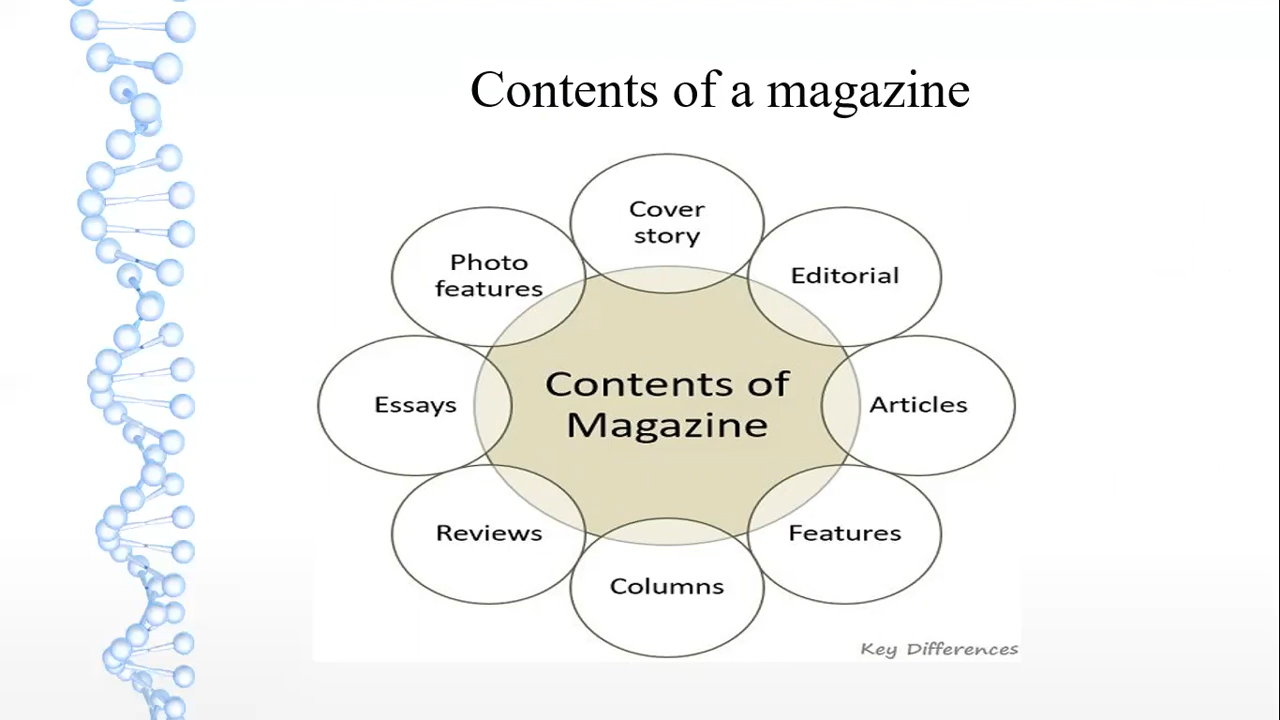 Contents of a magazine
Cover
story
Editorial
Articles
Features
Columns
Reviews
Essays
Photo
features
Contents of
Magazine
Key Differences